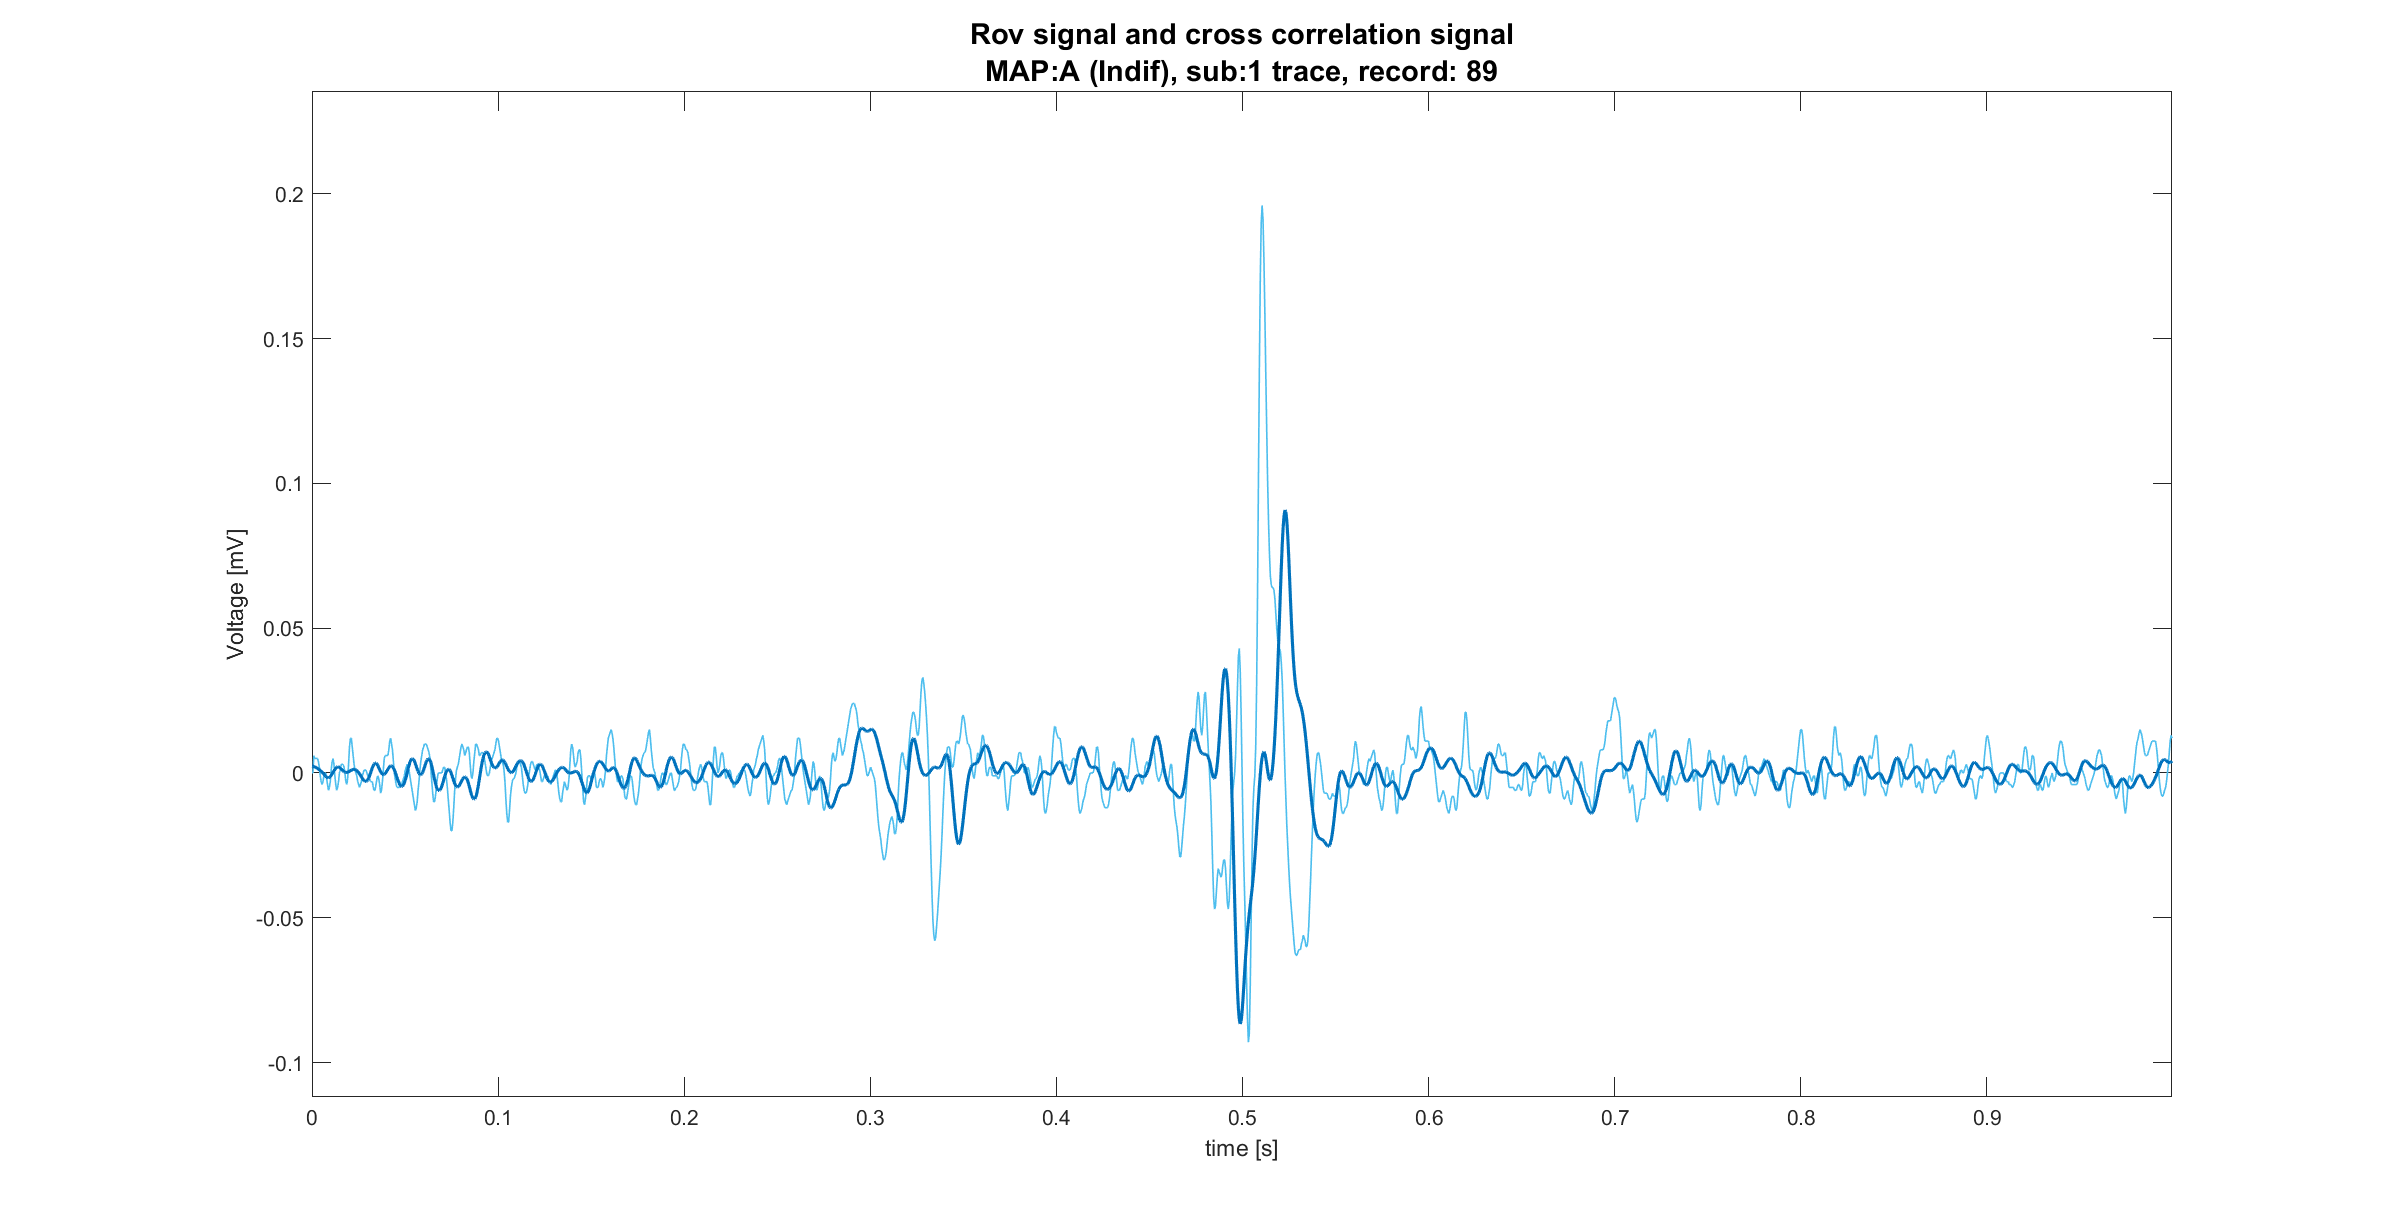 Rov signal and cross correlation signal
MAP:A (Indif), sub:1 trace, record: 89
0.2
0.15
0.1
0.05
0
-0.05
-0.1
Voltage [mV]
0 0.1 0.2 0.3 0.4 0.5 0.6 0.7 0.8 0.9
time [s]